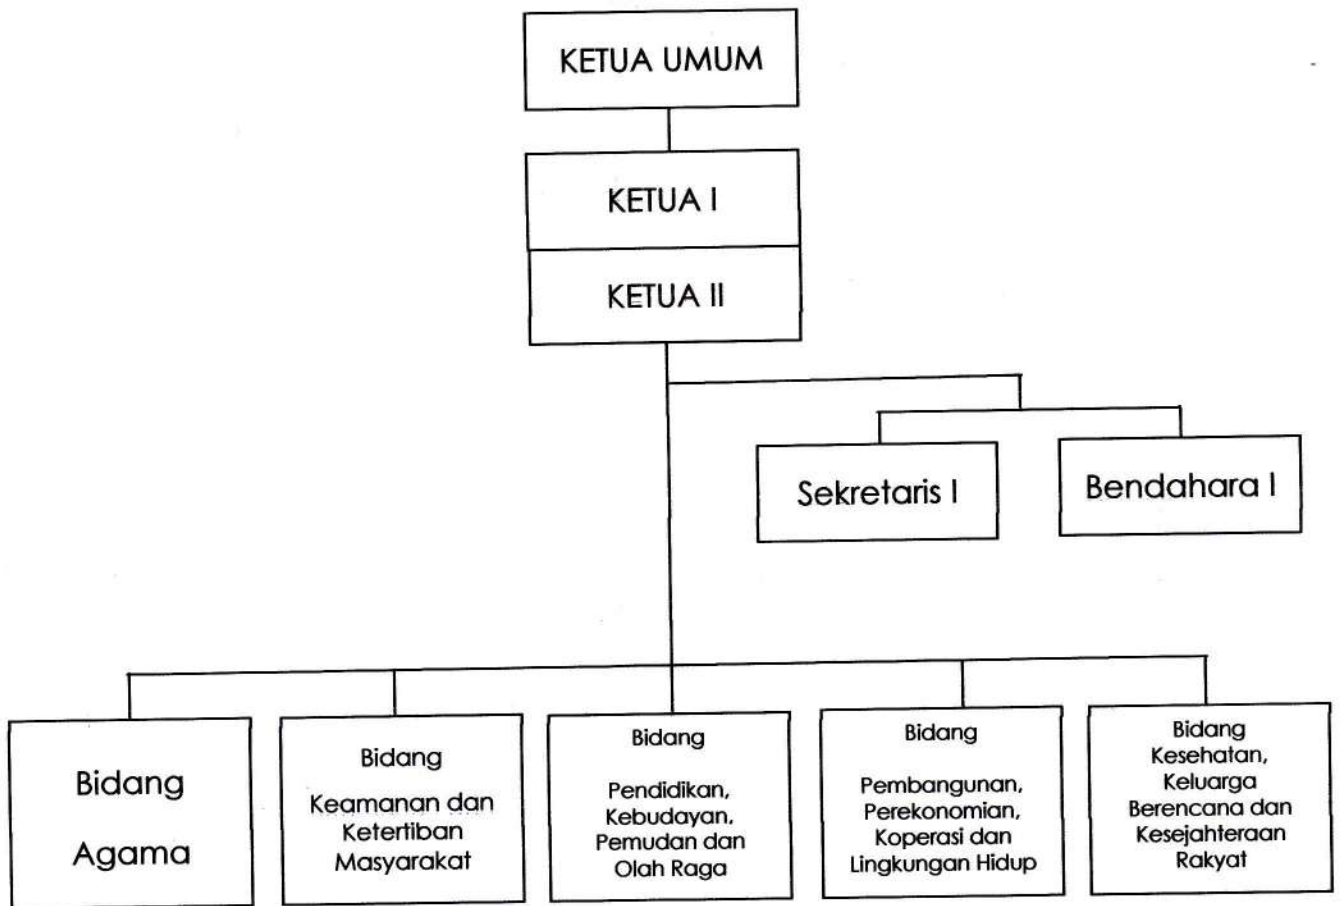 KETUA UMUM
KETUA I
KETUA II
Sekretaris I
Bendahara I
Bidang
Agama
Bidang
Keamanan dan
Ketertiban
Masyarakat
Bidang
Pendidikan,
Kebudayan,
Pemudan dan
Olah Raga
Bidang
Pembangunan,
Perekonomian,
Koperasi dan
Lingkungan Hidup
Bidang
Kesehatan,
Keluarga
Berencana dan
Kesejahteraan
Rakyat